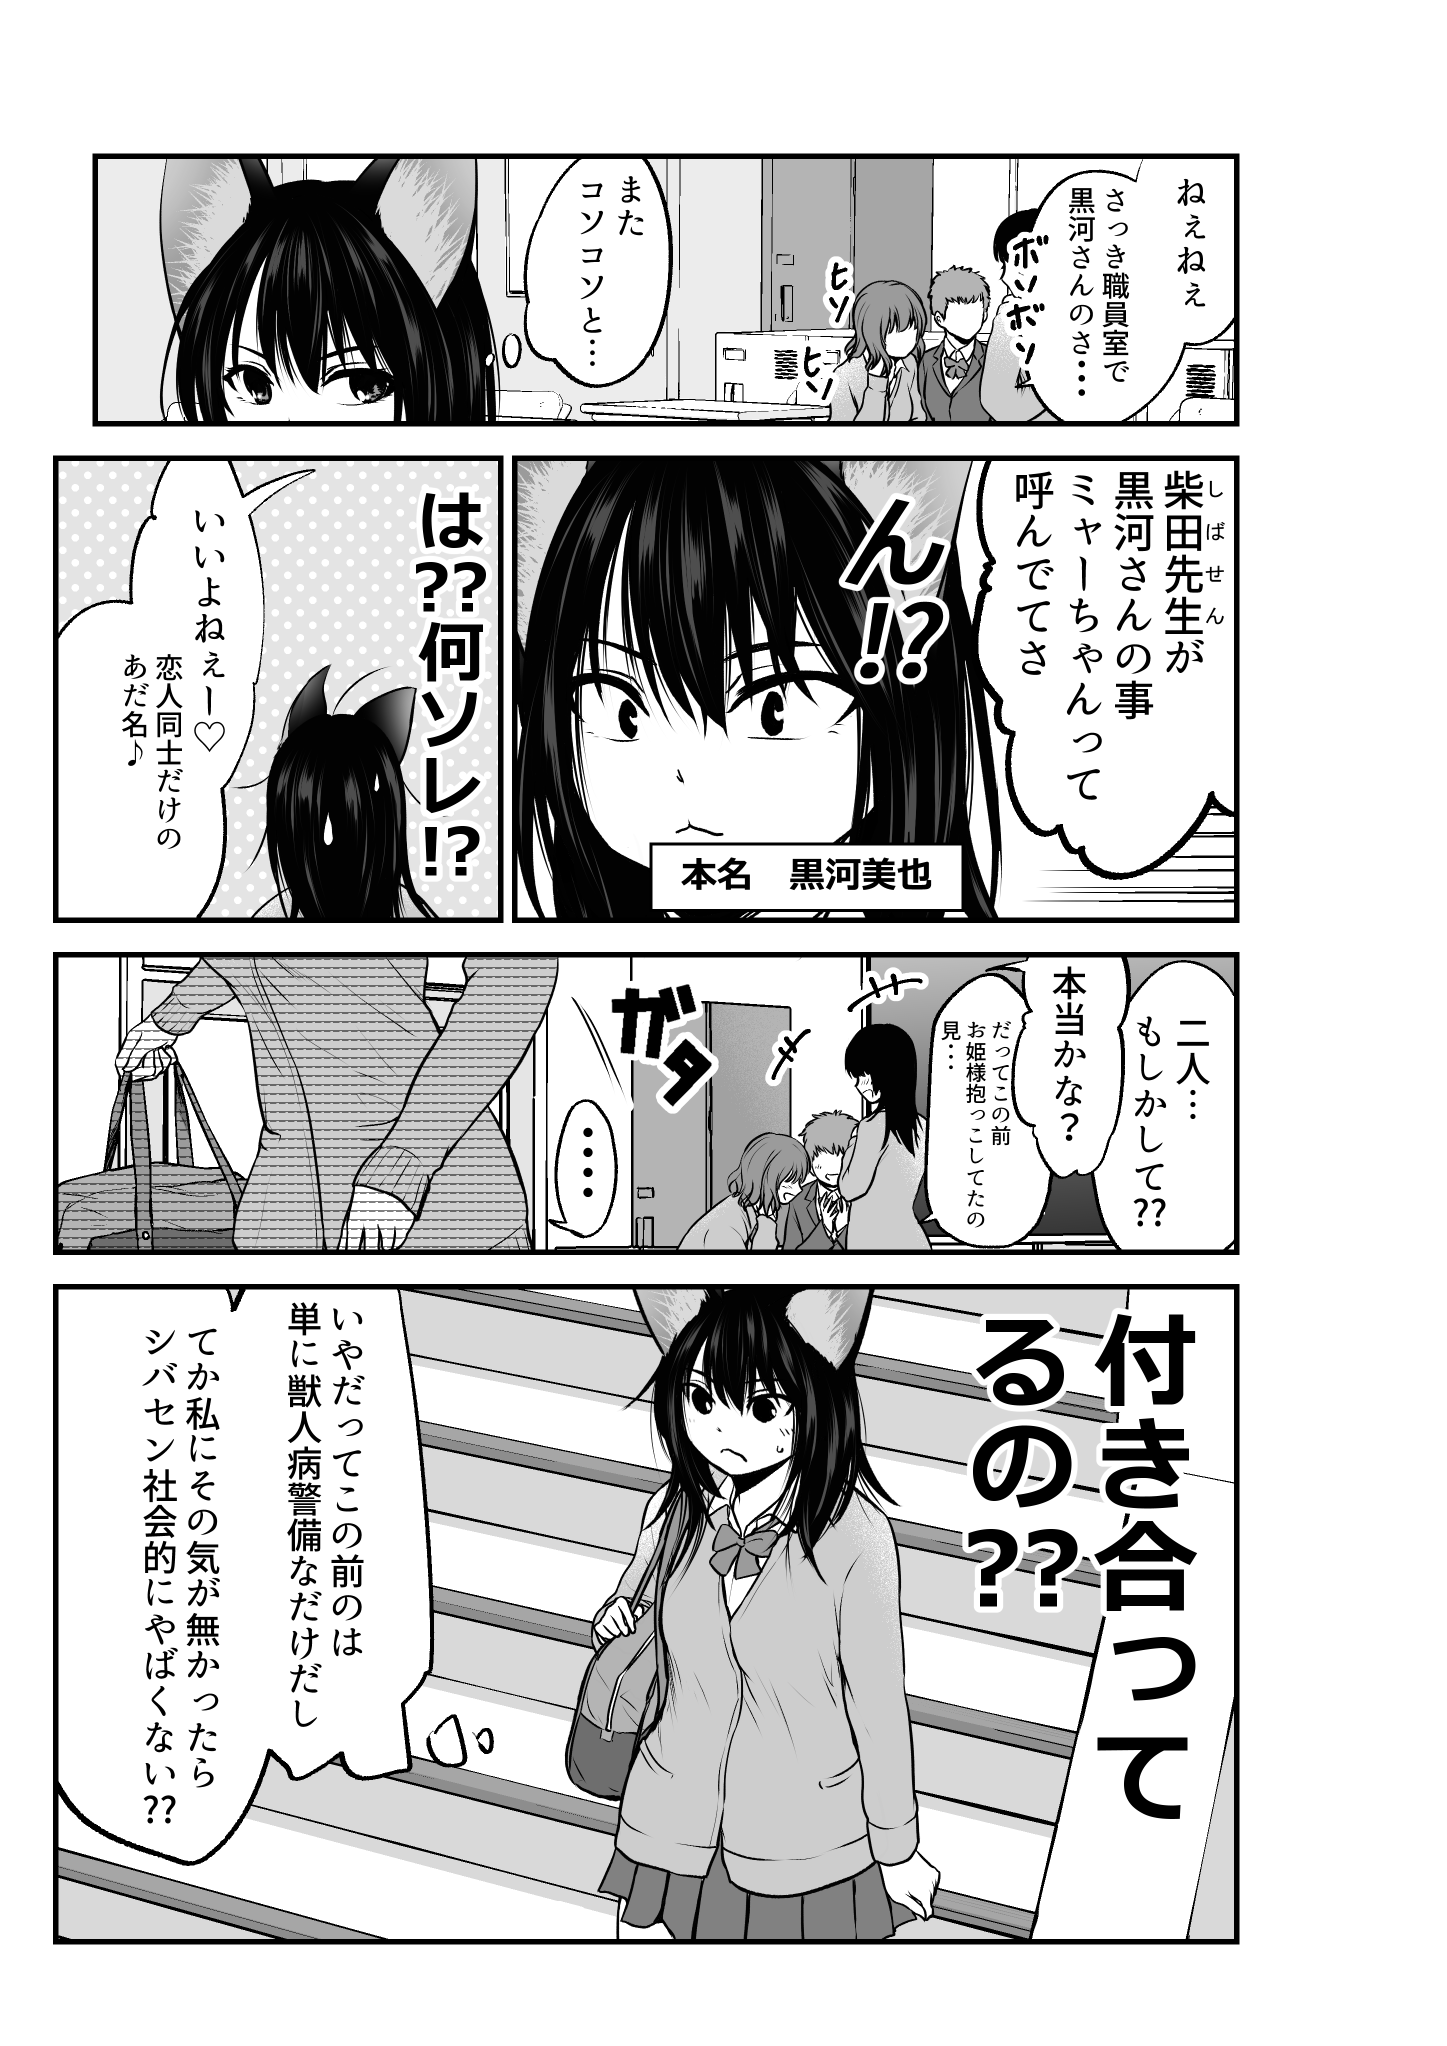 ねぇねぇ
さっき職員室で
黒河さんのさ・・・
ボソボソ
ヒソ
ヒソ
また
コソコソと…
柴田先生が
しばせん
黒河さんの事
ミャーちゃんって
呼んでてさ
ん!?
本名 黒河美也
は??何ソレ!?
いいよねぇー♡
恋人同士だけの
あだ名♪
二人…
もしかして??
本当かな？
だってこの前
お姫様抱っこしてたの
見・・・
ガタ
・・・・
付き合って
るの??
いやだってこの前のは
単に獣人病警備なだけだし
てか私にその気が無かったら
シバセン社会的にやばくない??